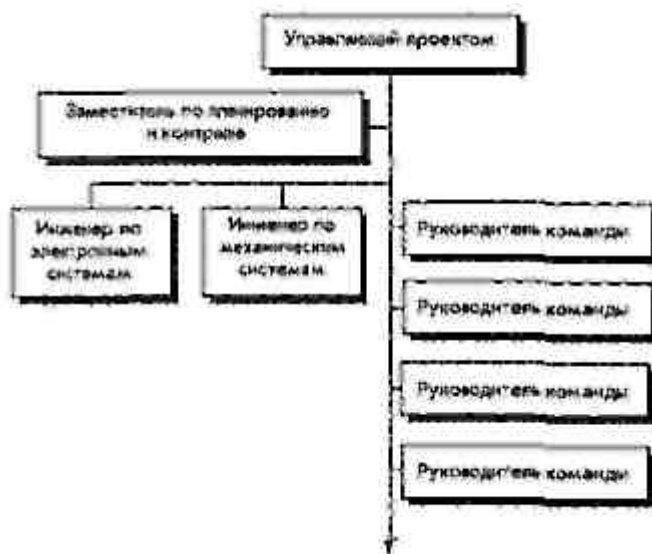 Управляющий проектом
Заместитель по планированию
и контролю
Инженер по
электронным
системам
Инженер по
механическим
системам
Руководитель команды
Руководитель команды
Руководитель команды
Руководитель команды